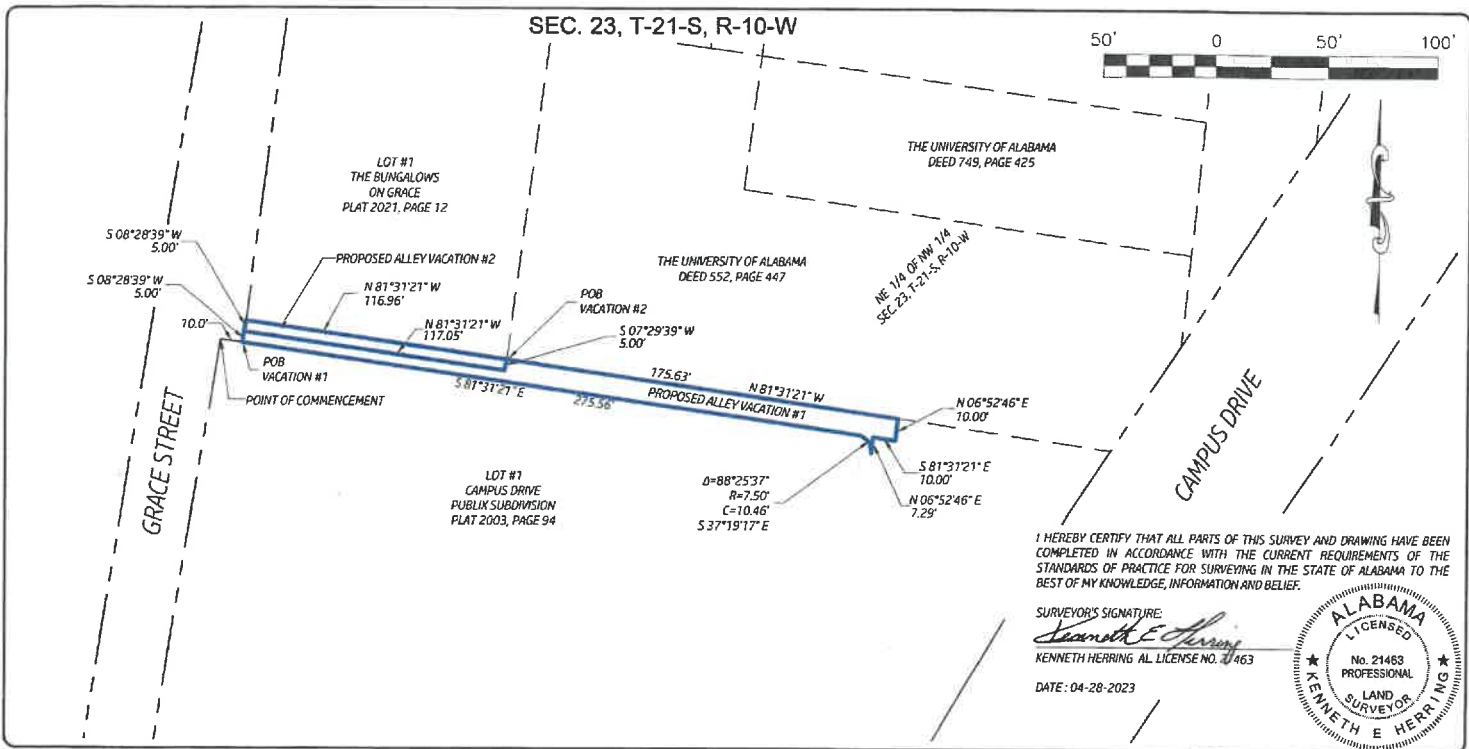 SEC. 23, T-21-S, R-10-W
50'
0
50'
100'
THE UNIVERSITY OF ALABAMA
DEED 749, PAGE 425
LOT #1
THE BUNGALOWS
ON GRACE
PLAT 2021, PAGE 12
S 08°28'39" W
5.00'
PROPOSED ALLEY VACATION #2
THE UNIVERSITY OF ALABAMA
DEED 552, PAGE 447
NE 1/4 OF NW 1/4
SEC. 23, T-21-S, R-10-W
S 08°28'39" W
5.00'
N 81°31'21" W
116.96'
POB
VACATION #2
10.0'
N 81°31'21" W
117.05'
S 07°29'39" W
5.00'
POB
VACATION #1
175.63'
N 81°31'21" W
POINT OF COMMENCEMENT
S 81°31'21" E
275.56'
PROPOSED ALLEY VACATION #1
N 06°52'46" E
10.00'
GRACE STREET
CAMPUS DRIVE
LOT #1
CAMPUS DRIVE
PUBLIX SUBDIVISION
PLAT 2003, PAGE 94
Δ=88°25'37"
R=7.50'
C=10.46'
S 37°19'17" E
S 81°31'21" E
10.00'
N 06°52'46" E
7.29'
I HEREBY CERTIFY THAT ALL PARTS OF THIS SURVEY AND DRAWING HAVE BEEN
COMPLETED IN ACCORDANCE WITH THE CURRENT REQUIREMENTS OF THE
STANDARDS OF PRACTICE FOR SURVEYING IN THE STATE OF ALABAMA TO THE
BEST OF MY KNOWLEDGE, INFORMATION AND BELIEF.
SURVEYOR'S SIGNATURE:
Kenneth E Herring
KENNETH HERRING AL LICENSE NO. 21463
DATE: 04-28-2023
ALABAMA
LICENSED
No. 21463
PROFESSIONAL
LAND
SURVEYOR
KENNETH E HERRING